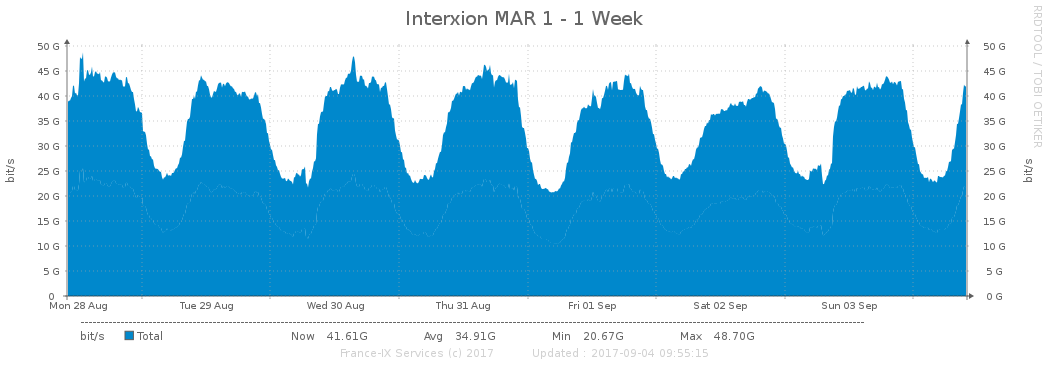 Interxion MAR 1 - 1 Week
RRDTOOL / TOBI OETIKER
50 G 50 G
45 G 45 G
40 G 40 G
35 G 35 G
30 G 30 G
25 G 25 G
20 G 20 G
15 G 15 G
10 G 10 G
5 G 5 G
0 0 G
bit/s bit/s
Mon 28 Aug Tue 29 Aug Wed 30 Aug Thu 31 Aug Fri 01 Sep Sat 02 Sep Sun 03 Sep
bit/s Total Now 41.61G Avg 34.91G Min 20.67G Max 48.70G
France-IX Services (c) 2017 Updated : 2017-09-04 09:55:15